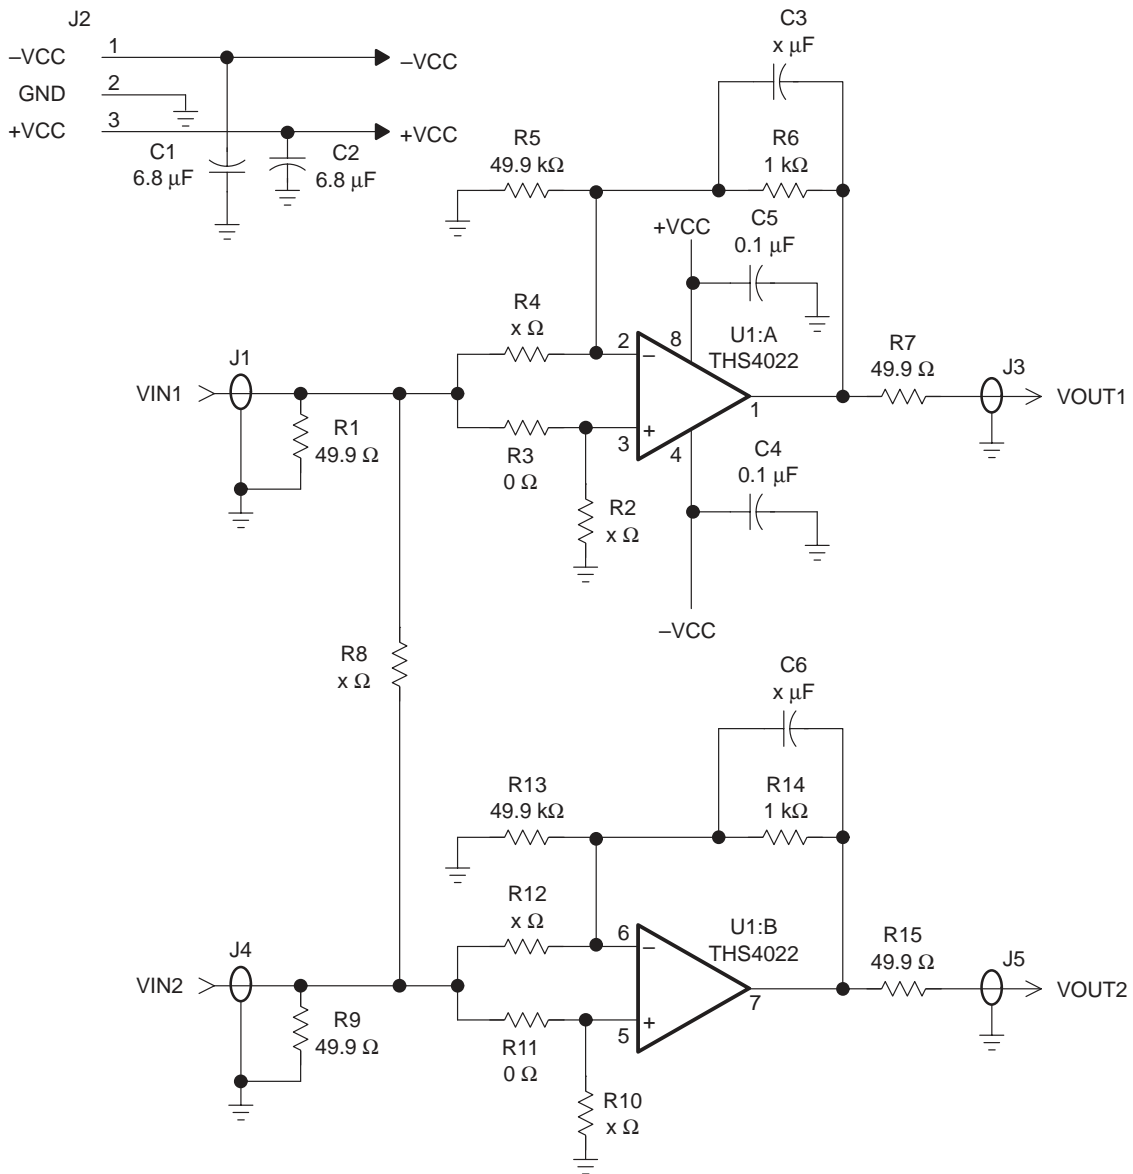 J2
–VCC
1
–VCC
GND
2
+VCC
3
+VCC
C1
6.8 µF
C2
6.8 µF
C3
x µF
R5
49.9 kΩ
R6
1 kΩ
+VCC
C5
0.1 µF
R4
x Ω
2
–
8
U1:A
THS4022
R7
49.9 Ω
J1
J3
VIN1
VOUT1
1
R1
49.9 Ω
3
+
4
R3
0 Ω
C4
0.1 µF
R2
x Ω
–VCC
R8
x Ω
C6
x µF
R13
49.9 kΩ
R14
1 kΩ
R12
x Ω
6
–
U1:B
THS4022
R15
49.9 Ω
J4
J5
VIN2
VOUT2
7
R9
49.9 Ω
5
+
R11
0 Ω
R10
x Ω